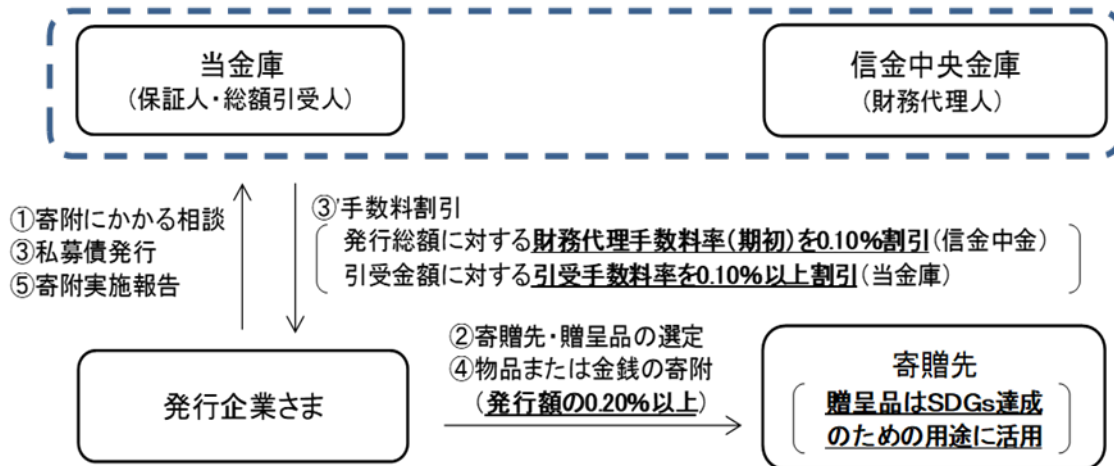 当金庫
(保証人・総額引受人)
信金中央金庫
(財務代理人)
①寄附にかかる相談
③私募債発行
⑤寄附実施報告
③'手数料割引
発行総額に対する財務代理手数料率(期初)を0.10%割引(信金中金)
引受金額に対する引受手数料率を0.10%以上割引(当金庫)
発行企業さま
②寄贈先・贈呈品の選定
④物品または金銭の寄附
(発行額の0.20%以上)
寄贈先
贈呈品はSDGs達成
のための用途に活用